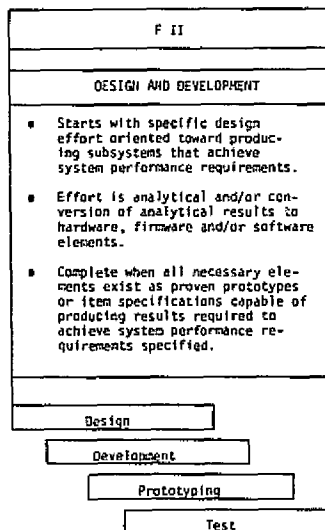 F II
DESIGN AND DEVELOPMENT
• Starts with specific design
effort oriented toward produc-
ing subsystems that achieve
system performance requirements.
• Effort is analytical and/or con-
version of analytical results to
hardware, firmware and/or software
elements.
• Complete when all necessary ele-
ments exist as proven prototypes
or item specifications capable of
producing results required to
achieve system performance re-
quirements specified.
Design
Development
Prototyping
Test